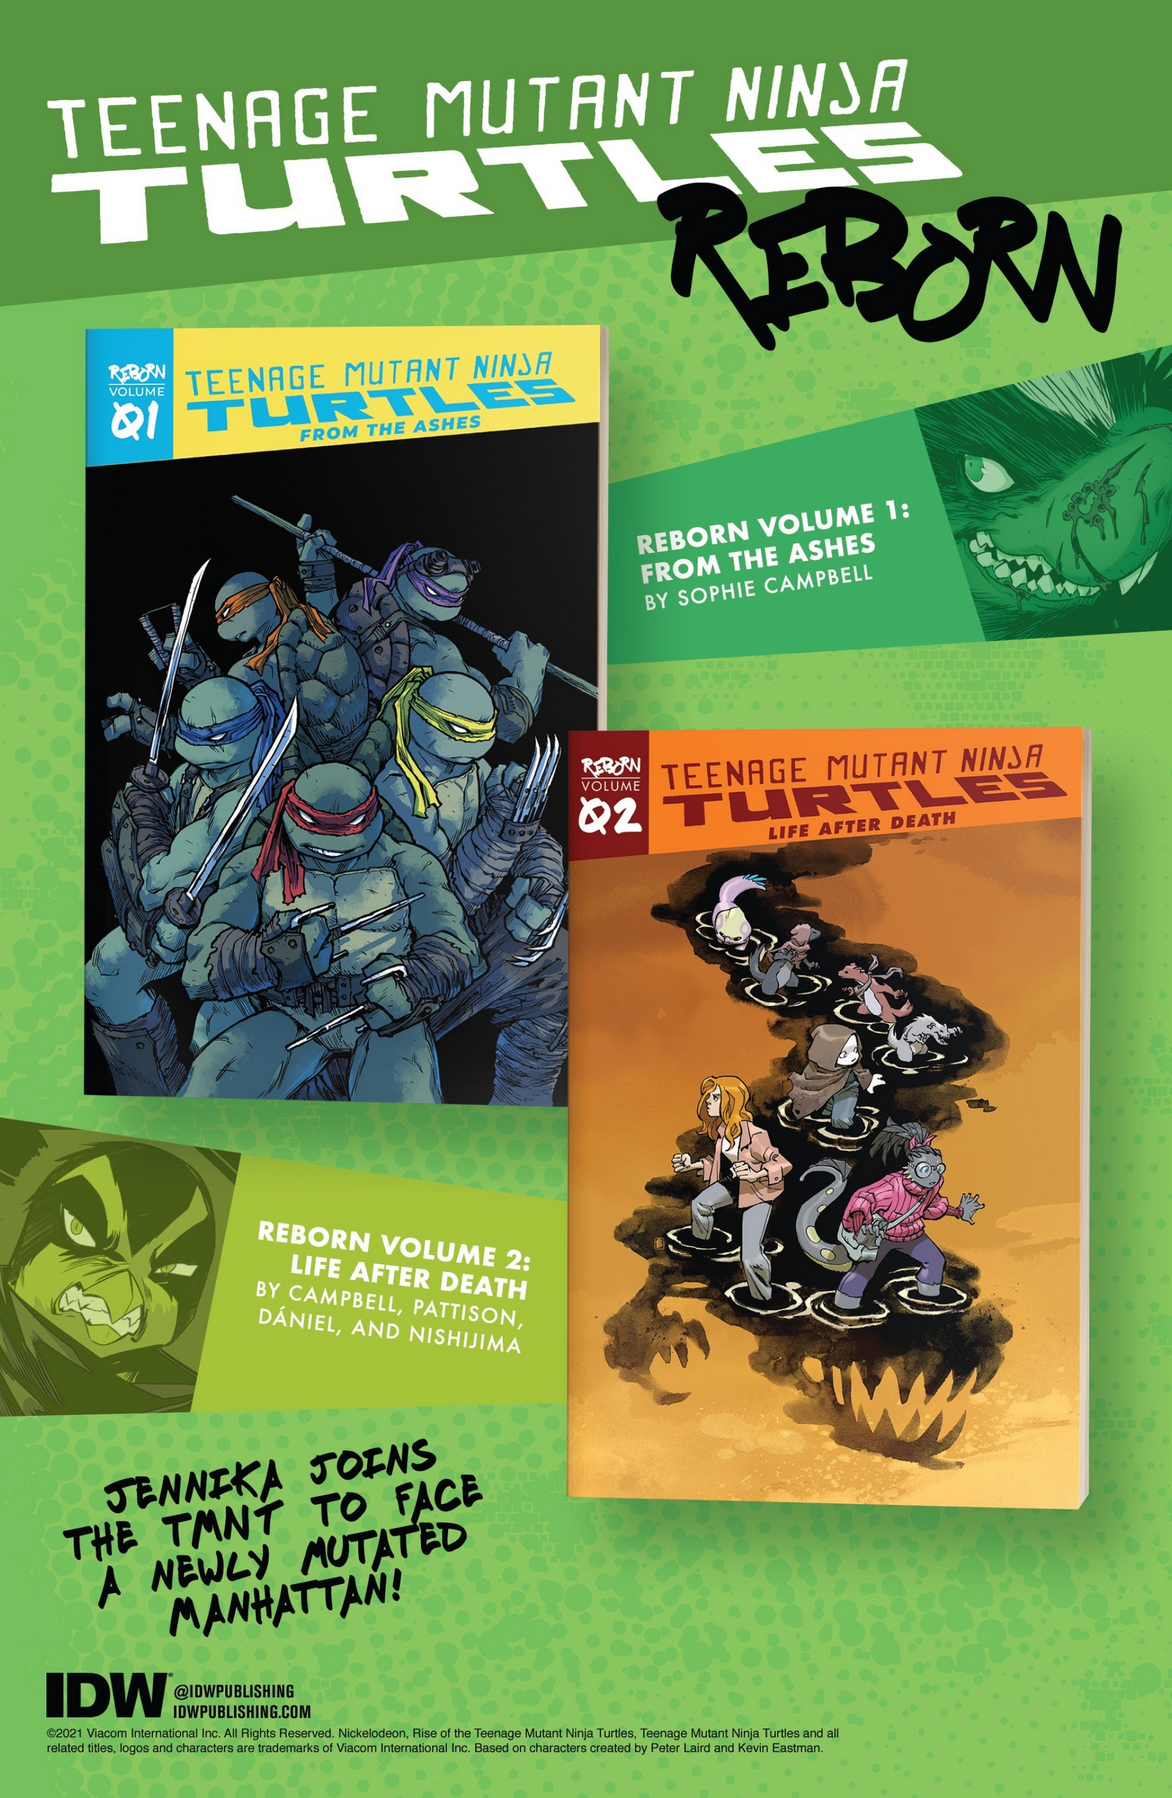 TEENAGE MUTANT NINJA
TURTLES
REBORN
REBORN
VOLUME
01
TEENAGE MUTANT NINJA
TURTLES
FROM THE ASHES
REBORN VOLUME 1:
FROM THE ASHES
BY SOPHIE CAMPBELL
REBORN
VOLUME
02
TEENAGE MUTANT NINJA
TURTLES
LIFE AFTER DEATH
REBORN VOLUME 2:
LIFE AFTER DEATH
BY CAMPBELL, PATTISON,
DÁNIEL, AND NISHIJIMA
JENNIKA JOINS
THE TMNT TO FACE
A NEWLY MUTATED
MANHATTAN!
IDW®
@IDWPUBLISHING
IDWPUBLISHING.COM
©2021 Viacom International Inc. All Rights Reserved. Nickelodeon, Rise of the Teenage Mutant Ninja Turtles, Teenage Mutant Ninja Turtles and all
related titles, logos and characters are trademarks of Viacom International Inc. Based on characters created by Peter Laird and Kevin Eastman.